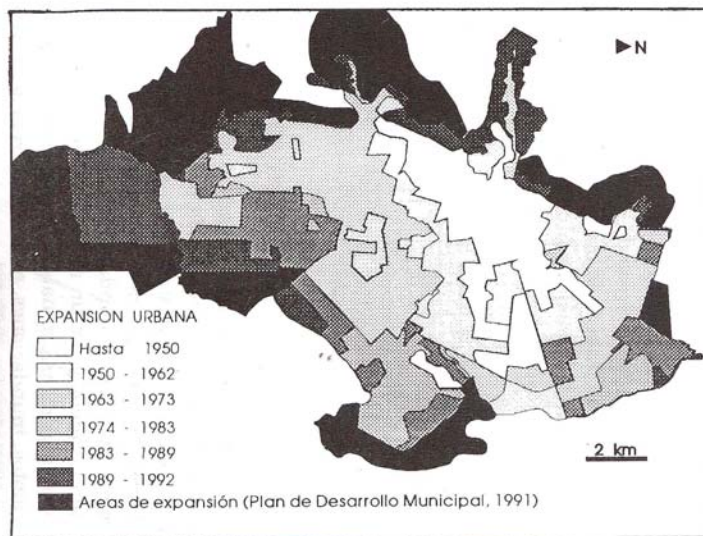 N
EXPANSION URBANA
Hasta 1950
1950 - 1962
1963 - 1973
1974 - 1983
1983 - 1989
1989 - 1992
Areas de expansión (Plan de Desarrollo Municipal, 1991)
2 km